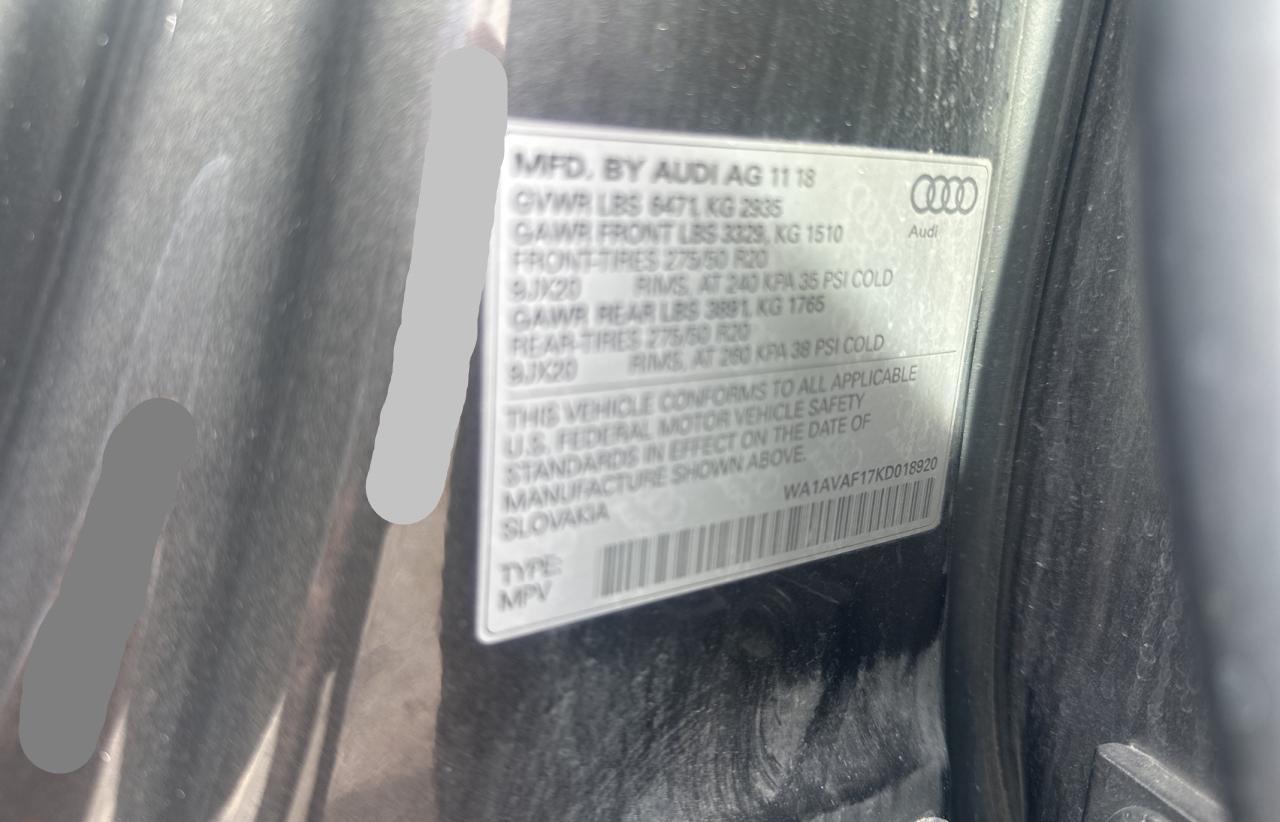 MFD. BY AUDI AG 11 18
GVWR LBS 6471, KG 2935
GAWR FRONT LBS 3329, KG 1510
FRONT-TIRES 275/50 R20
9JX20 RIMS, AT 240 KPA 35 PSI COLD
GAWR REAR LBS 3891, KG 1765
REAR-TIRES 275/50 R20
9JX20 RIMS, AT 260 KPA 38 PSI COLD
Audi
THIS VEHICLE CONFORMS TO ALL APPLICABLE
U.S. FEDERAL MOTOR VEHICLE SAFETY
STANDARDS IN EFFECT ON THE DATE OF
MANUFACTURE SHOWN ABOVE.
SLOVAKIA
WA1AVAF17KD018920
TYPE:
MPV